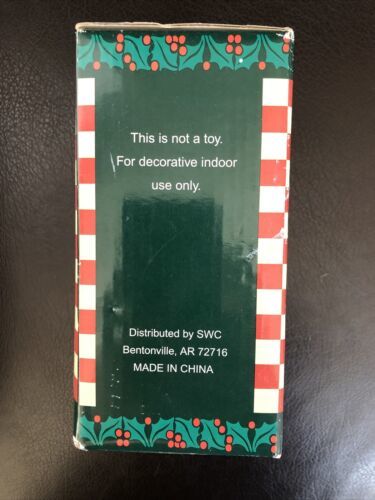 This is not a toy.
For decorative indoor
use only.
Distributed by SWC
Bentonville, AR 72716
MADE IN CHINA